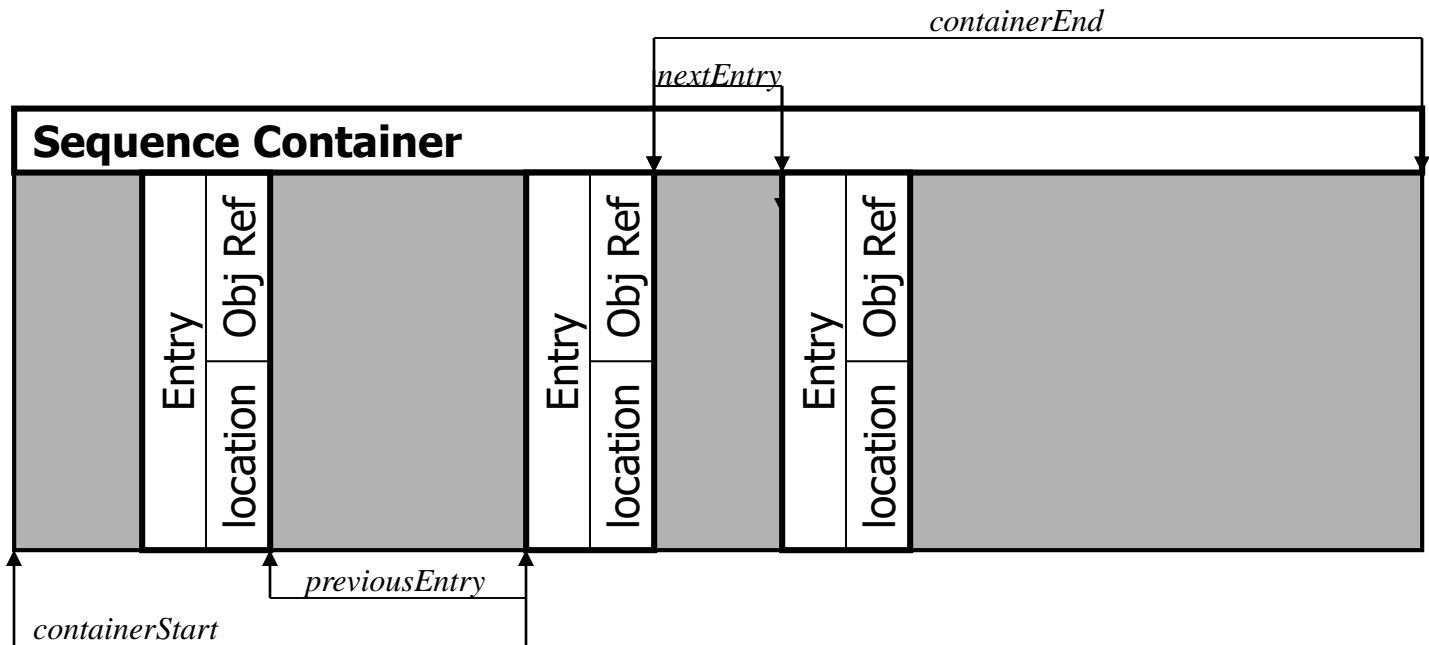 containerEnd
nextEntry
Sequence Container
Entry
Obj Ref
location
Entry
Obj Ref
location
Entry
Obj Ref
location
previousEntry
containerStart